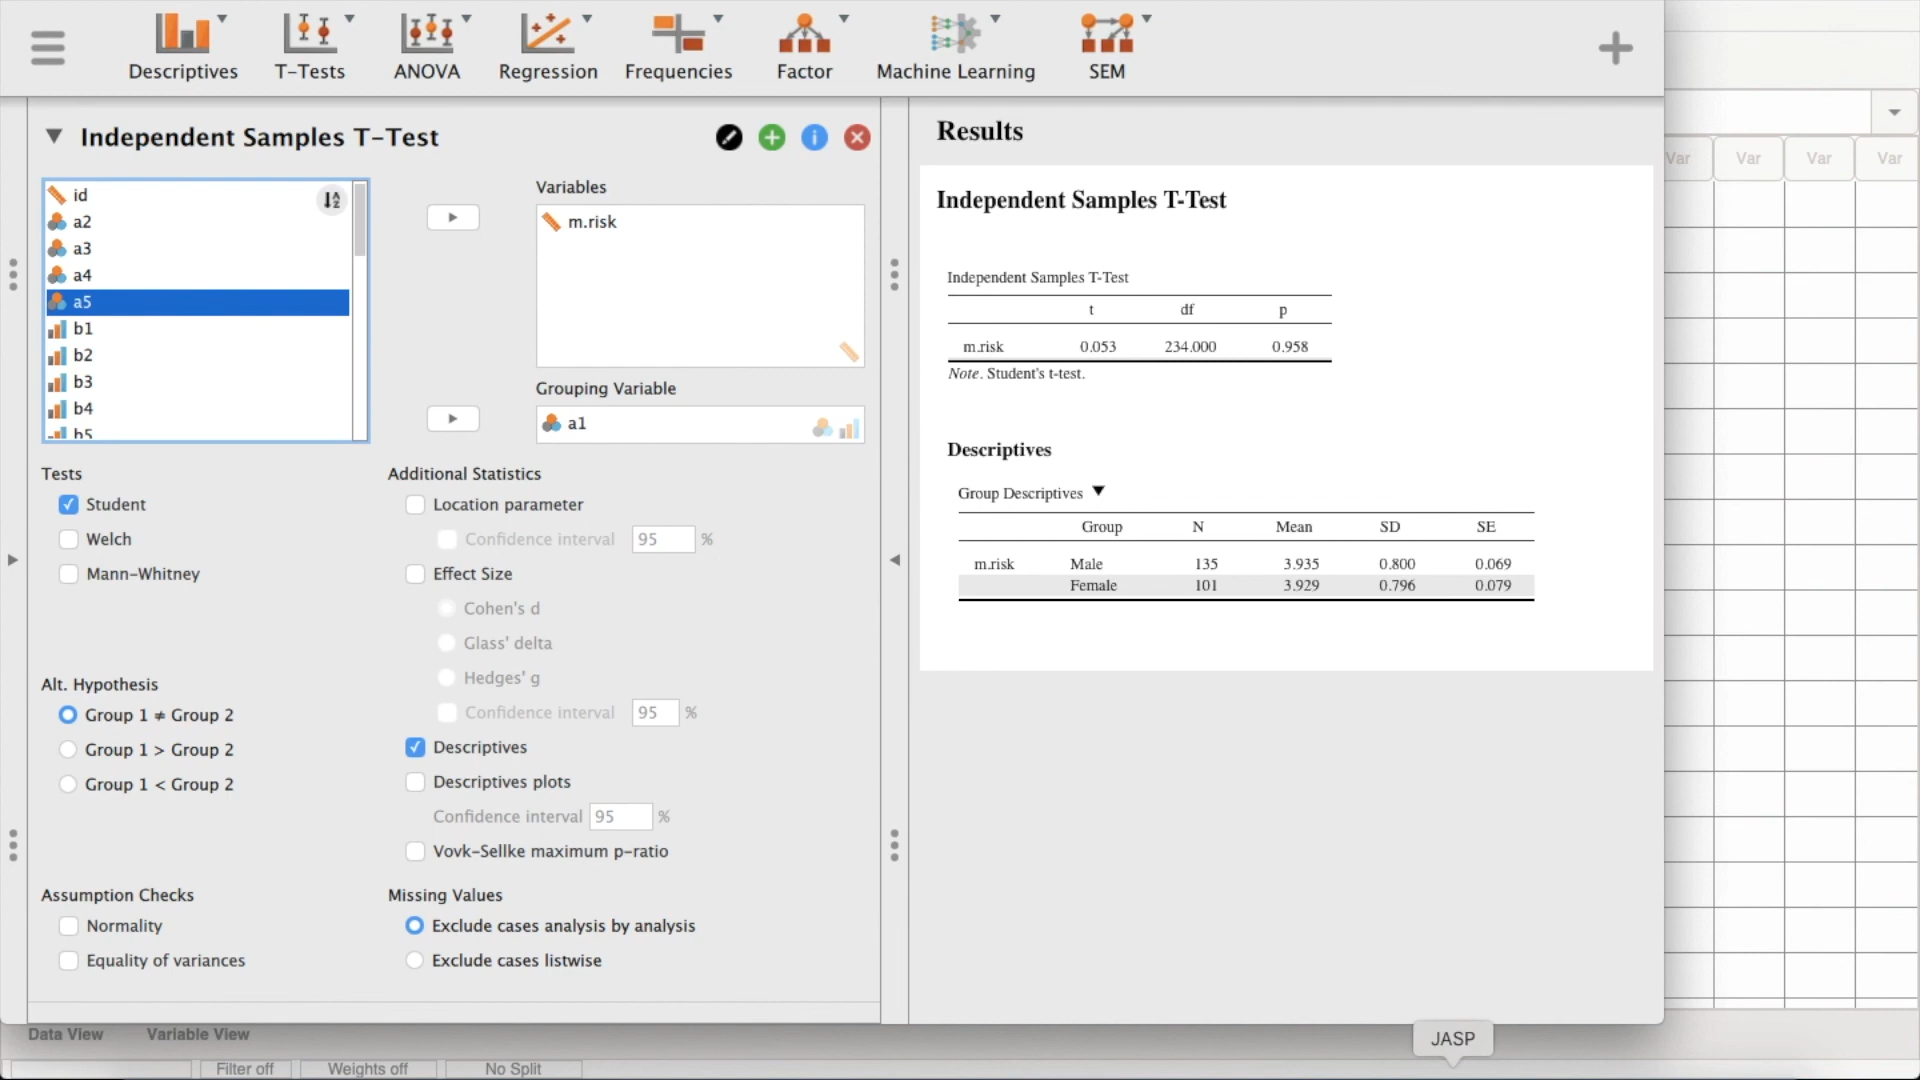 Descriptives
T-Tests
ANOVA
Regression
Frequencies
Factor
Machine Learning
SEM
Independent Samples T-Test
id
a2
a3
a4
a5
b1
b2
b3
b4
b5
Variables
m.risk
Grouping Variable
a1
Tests
Student
Welch
Mann-Whitney
Alt. Hypothesis
Group 1 ≠ Group 2
Group 1 > Group 2
Group 1 < Group 2
Assumption Checks
Normality
Equality of variances
Additional Statistics
Location parameter
Confidence interval 95 %
Effect Size
Cohen's d
Glass' delta
Hedges' g
Confidence interval 95 %
Descriptives
Descriptives plots
Confidence interval 95 %
Vovk-Sellke maximum p-ratio
Missing Values
Exclude cases analysis by analysis
Exclude cases listwise
Results
Independent Samples T-Test
Independent Samples T-Test
t df p
m.risk 0.053 234.000 0.958
Note. Student's t-test.
Descriptives
Group Descriptives
Group N Mean SD SE
m.risk Male 135 3.935 0.800 0.069
Female 101 3.929 0.796 0.079
Var Var Var Var
Data View Variable View
JASP
Filter off Weights off No Split